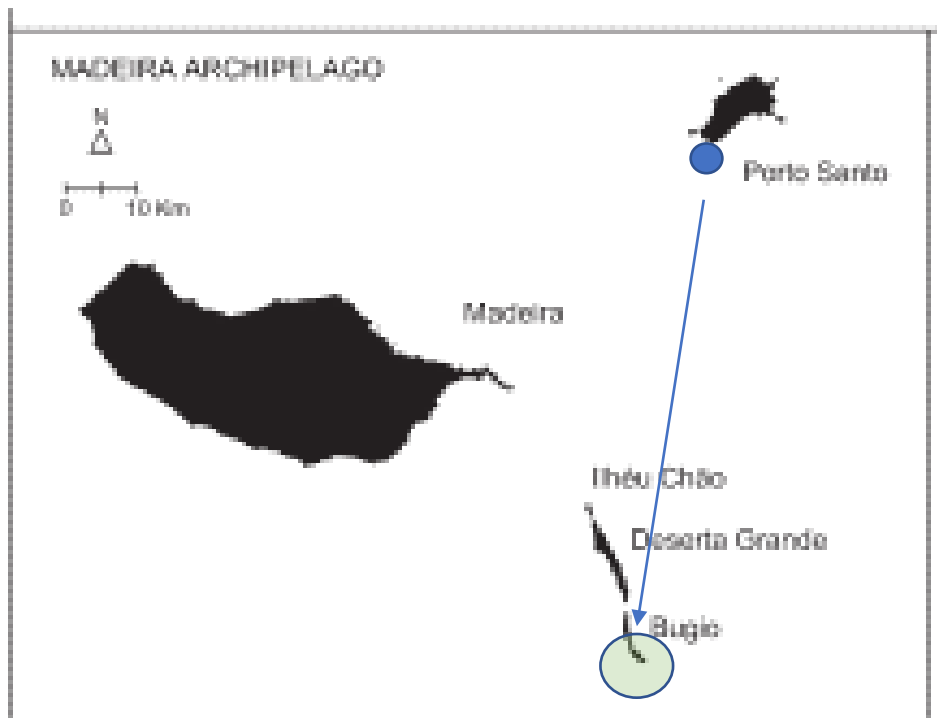 MADEIRA ARCHIPELAGO
N
0 10 Km
Porto Santo
Madeira
Ilhéu Chão
Deserta Grande
Bugio